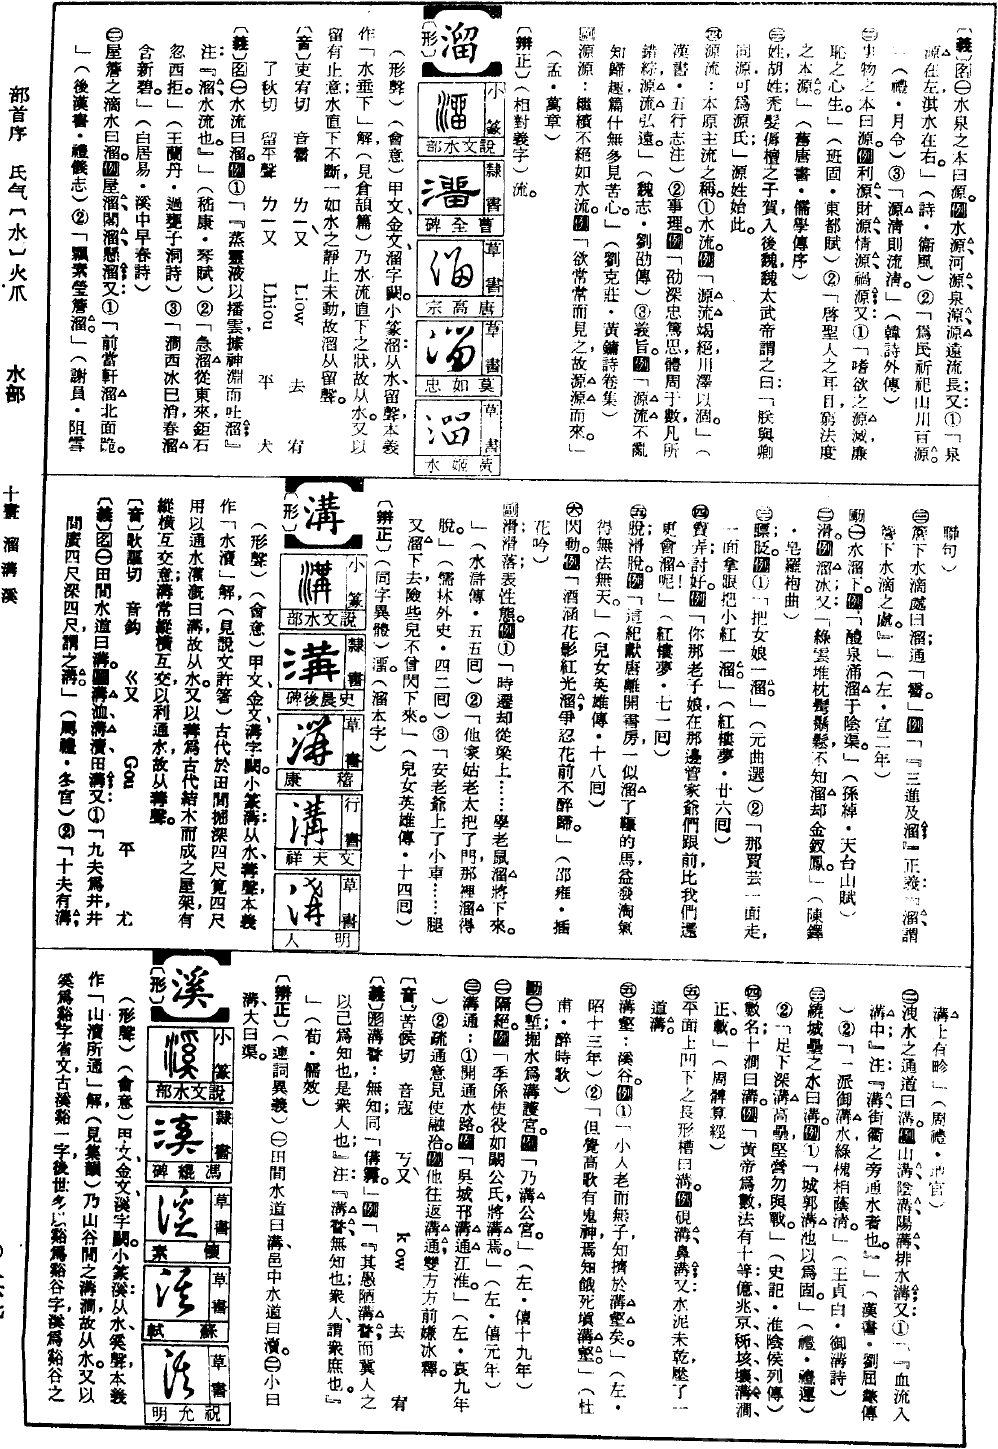 部首序 氏气〔水〕火爪 水部 十畫 溜溝溪
〔義〕名㊀水泉之本曰源。例水源、河源、泉源、源遠流長;又①「泉
源在左,淇水在右。」(詩・衞風)②「爲民祈祀山川百源。」
(禮・月令)③「源清則流清。」(韓詩外傳)
㊁事物之本曰源。例利源、財源、情源、禍源;又①「嗜欲之源滅,廉
恥之心生。」(班固・東都賦)②「啓聖人之耳目,窮法度
之本源。」(舊唐書・儒學傳序)
㊂姓,胡姓禿髮傉檀之子賀入後魏,魏太武帝謂之曰:「朕與卿
同源,可爲源氏」,源姓始此。
㊃源流:本原主流之稱。①水流。例「源流竭絕,川澤以涸。」(
漢書・五行志注)②事理。例「劭深忠篤思,體周于數,凡所
錯綜,源流弘遠。」(魏志・劉劭傳)③義旨。例「源流不亂
知歸趣,篇什無多見苦心。」(劉克莊・黃鏞詩卷集)
副源源:繼續不絕如水流。例「欲常常而見之,故源源而來。」
(孟・萬章)
〔辨正〕(相對義字)流。
溜
〔形〕
小篆 說文水部
隸書 曹全碑
草書 唐高宗
草書 莫如忠
草書 黃姬水
(形聲)(會意)甲文、金文溜字闕。小篆溜:从水、留聲,本義
作「水垂下」解(見倉頡篇),乃水流直下之狀,故从水。又以
留有止意,水直下不斷,一如水之靜止未動,故溜从留聲。
〔音〕吏宥切 音霤 ㄌㄧㄡˋ Liow 去 宥
了秋切 留平聲 ㄌㄧㄡ Lhiou 平 尤
〔義〕名㊀水流曰溜。例①「『蒸靈液以播雲,據神淵而吐溜』
注:『溜,水流也』」(嵇康・琴賦)②「急溜從東來,鉅石
忽西拒。」(王蘭丹・過甕子洞詩)③「澗西冰已消,春溜
含新碧。」(白居易・溪中早春詩)
㊁屋簷之滴水曰溜。例屋溜、閣溜、懸溜;又①「前當軒溜,北面跪。
」(後漢書・禮儀志)②「飄素瑩簷溜。」(謝員・阻雪
聯句)
㊂簷下水滴處曰溜;通「霤」。例「『三進及溜』正義『溜謂
簷下水滴之處』」(左・宣二年)
動㊀水溜下。例「醴泉涌溜于陰渠。」(孫綽・天台山賦)
㊁滑。例溜冰;又「綠雲堆枕鬢鬅鬆,不知溜却金釵鳳。」(陳鐸
・皂羅袍曲)
㊂瞟;眨。例①「把女娘一溜。」(元曲選)②「那賈芸一面走,
一面拿眼把小紅一溜。」(紅樓夢・廿六囘)
㊃賣弄;討好。例「你那老子娘,在那邊管家爺們跟前,比我們還
更會溜呢!」(紅樓夢・七一囘)
㊄脫滑;脫。例「這紀獻唐離開書房,一似溜了韁的馬,益發淘氣
得無法無天。」(兒女英雄傳・十八囘)
㊅閃動。例「酒涵花影紅光溜,爭忍花前不醉歸。」(邵雍・插
花吟)
副滑滑落;表性態。例①「時遷却從梁上……學老鼠溜將下來。
」(水滸傳・五五囘)②「他家姑老太把了門,那裡溜得
脫。」(儒林外史・四二囘)③「安老爺上了小車……腿
又溜下去,險些兒不曾閃下來。」(兒女英雄傳・十四囘)
〔辨正〕(同字異體)澑。(溜本字)
溝
〔形〕
小篆 說文水部
隸書 史晨後碑
草書 嵇康
行書 文天祥
草書 明人
(形聲)(會意)甲文、金文溝字闕。小篆溝:从水、冓聲,本義
作「水瀆」解(見說文許箸),古代於田間掘深四尺寬四尺
用以通水灌溉曰溝,故从水。又以冓爲古代結木而成之屋架,有
縱橫互交意;溝常縱橫互交以利通水,故从冓聲。
〔音〕歌謳切 音鈎 ㄍㄡ Gou 平 尤
〔義〕名㊀田間水道曰溝。例溝洫、溝瀆、田溝;又①「九夫爲井,井
間廣四尺、深四尺,謂之溝」(周禮・冬官)②「十夫有溝,
溝上有畛」(周禮・地官)
㊁洩水之通道曰溝。例山溝、陰溝、陽溝、排水溝;又①「『血流入
溝中』注:『溝,街衢之旁通水者也』」(漢書・劉屈氂傳
)②「一派御溝水,綠槐相蔭清。」(王貞白・御溝詩)
㊂繞城壘之水曰溝。例①「城郭溝池以爲固」(禮・禮運)
②「足下深溝高壘,堅營勿與戰。」(史記・淮陰侯列傳)
㊃數名,十澗曰溝。例「黃帝爲數,法有十等:億、兆、京、秭、垓、壤、溝、澗、
正、載」(周髀算經)
㊄平面上凹下之長形槽曰溝。例硯溝、鼻溝;又水泥未乾壓了一
道溝。
㊅溝壑:溪谷。例①「小人老而無子,知擠於溝壑矣。」(左・
昭十三年)②「但覺高歌有鬼神,焉知餓死填溝壑。」(杜
甫・醉時歌)
動㊀塹,掘水爲溝護宮。例「乃溝公宮。」(左・僖十九年)
㊁隔絕。例「季孫使役如闞公氏,將溝焉。」(左・僖元年)
㊂溝通:①開通水路。例「吳城邗,溝通江淮。」(左・哀九年
)②疏通意見使融洽。例他往返溝通,雙方前嫌冰釋。
〔音〕苦候切 音寇 ㄎㄡˋ kow 去 宥
〔義〕形溝瞀:無知;同「傋霿」。例「『其愚陋溝瞀,而冀人之
以己爲知也,是衆人也』注:『溝瞀,無知也;衆人,謂衆庶也。』
」(荀・儒效)
〔辨正〕(連詞異義)㊀田間水道曰溝,邑中水道曰瀆。㊁小曰
溝、大曰渠。
溪
〔形〕
小篆 說文水部
隸書 馮緄碑
草書 懷素
草書 蘇軾
草書 祝允明
(形聲)(會意)甲文、金文溪字闕。小篆溪:从水、奚聲,本義
作「山瀆所通」解(見集韻),乃山谷間之溝澗,故从水。又以
溪爲谿字省文,古溪谿一字,後世多以谿爲谿谷字,溪爲谿谷之